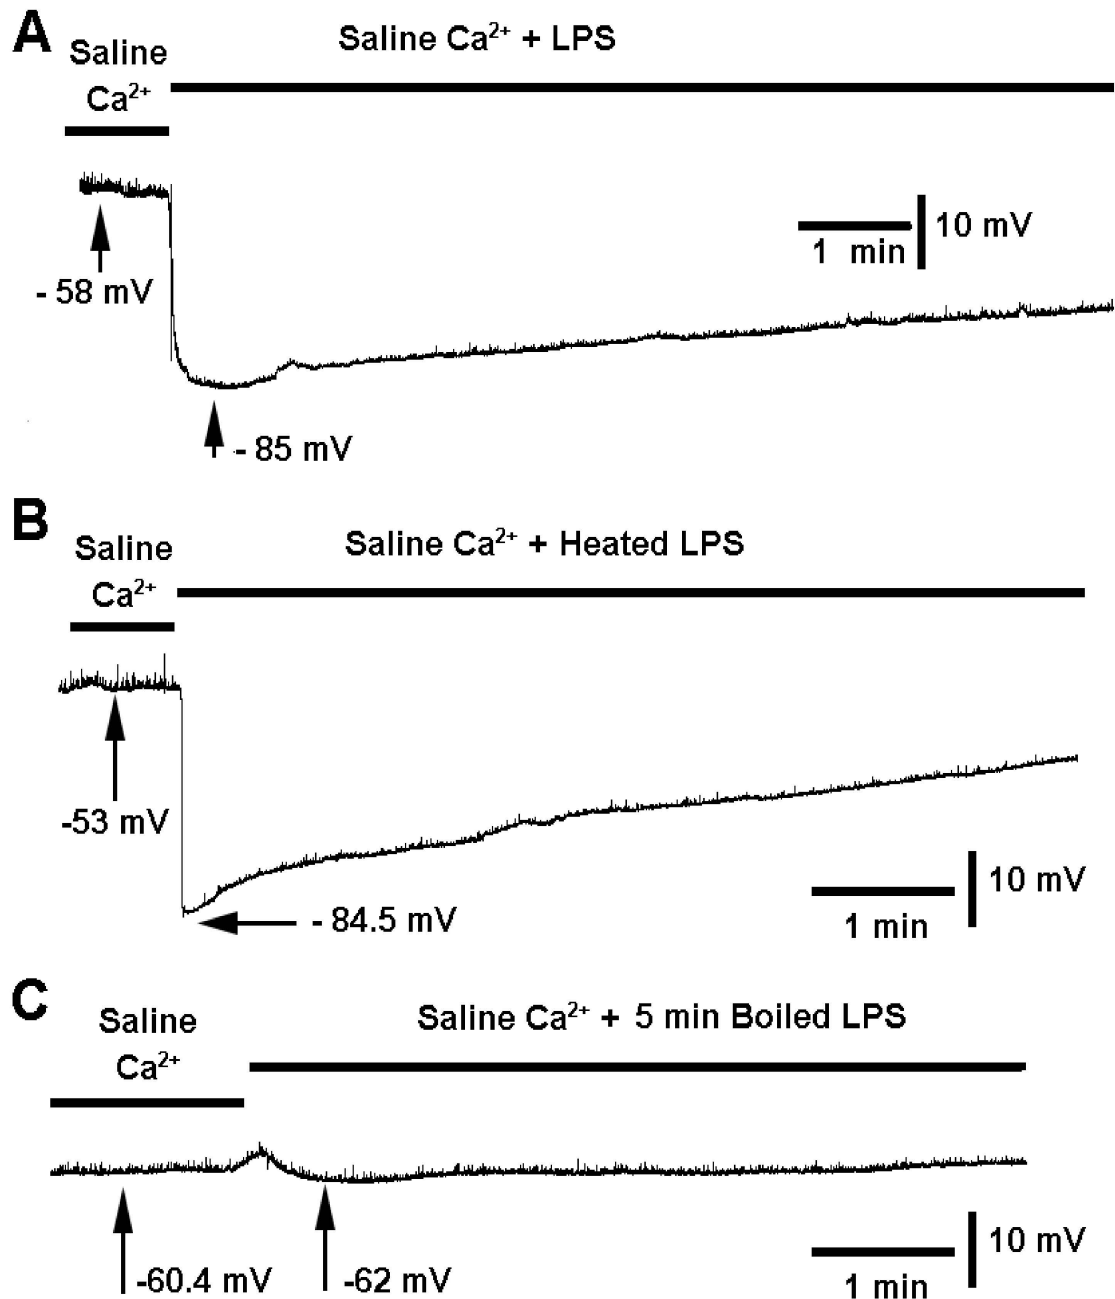 A
Saline Ca²⁺ + LPS
Saline
Ca²⁺
10 mV
1 min
- 58 mV
- 85 mV
B
Saline Ca²⁺ + Heated LPS
Saline
Ca²⁺
-53 mV
- 84.5 mV
10 mV
1 min
C
Saline Ca²⁺ + 5 min Boiled LPS
Saline
Ca²⁺
10 mV
-60.4 mV
-62 mV
1 min